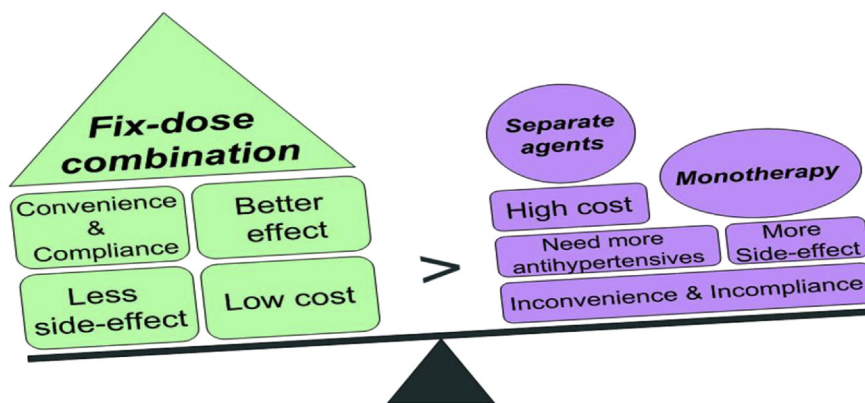 Fix-dose
combination
Convenience
&
Compliance
Better
effect
Less
side-effect
Low cost
>
Separate
agents
Monotherapy
High cost
Need more
antihypertensives
More
Side-effect
Inconvenience & Incompliance